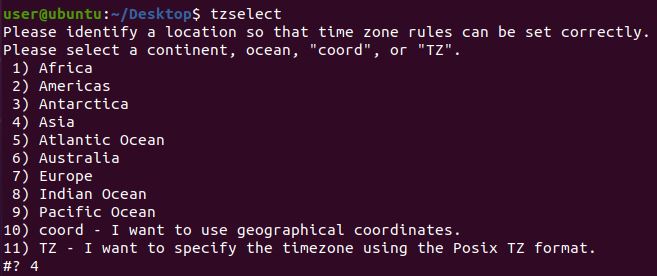 user@ubuntu:~/Desktop$ tzselect
Please identify a location so that time zone rules can be set correctly.
Please select a continent, ocean, "coord", or "TZ".
 1) Africa
 2) Americas
 3) Antarctica
 4) Asia
 5) Atlantic Ocean
 6) Australia
 7) Europe
 8) Indian Ocean
 9) Pacific Ocean
10) coord - I want to use geographical coordinates.
11) TZ - I want to specify the timezone using the Posix TZ format.
#? 4